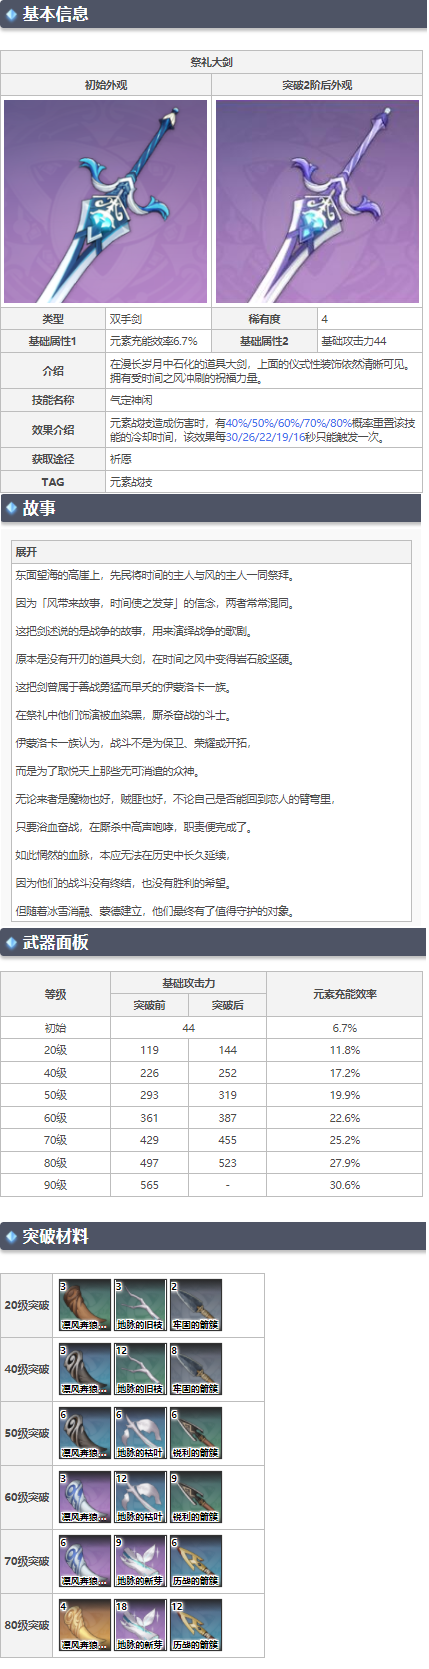 基本信息
祭礼大剑
初始外观 突破2阶后外观
类型 双手剑 稀有度 4
基础属性1 元素充能效率6.7% 基础属性2 基础攻击力44
介绍 在漫长岁月中石化的道具大剑，上面的仪式性装饰依然清晰可见。
拥有受时间之风冲刷的祝福力量。
技能名称 气定神闲
效果介绍 元素战技造成伤害时，有40%/50%/60%/70%/80%概率重置该技
能的冷却时间，该效果每30/26/22/19/16秒只能触发一次。
获取途径 祈愿
TAG 元素战技
故事
展开
东面望海的高崖上，先民将时间的主人与风的主人一同祭拜。
因为「风带来故事，时间使之发芽」的信念，两者常常混同。
这把剑述说的是战争的故事，用来演绎战争的歌剧。
原本是没有开刃的道具大剑，在时间之风中变得岩石般坚硬。
这把剑曾属于善战勇猛而早夭的伊蒙洛卡一族。
在祭礼中他们饰演被血染黑，厮杀奋战的斗士。
伊蒙洛卡一族认为，战斗不是为保卫、荣耀或开拓，
而是为了取悦天上那些无可消遣的众神。
无论来者是魔物也好，贼匪也好，不论自己是否能回到恋人的臂弯里，
只要浴血奋战，在厮杀中高声咆哮，职责便完成了。
如此惘然的血脉，本应无法在历史中长久延续，
因为他们的战斗没有终结，也没有胜利的希望。
但随着冰雪消融、蒙德建立，他们最终有了值得守护的对象。
武器面板
等级 基础攻击力 元素充能效率
突破前 突破后
初始 44 6.7%
20级 119 144 11.8%
40级 226 252 17.2%
50级 293 319 19.9%
60级 361 387 22.6%
70级 429 455 25.2%
80级 497 523 27.9%
90级 565 - 30.6%
突破材料
3 3 2
20级突破
凛风奔狼... 地脉的旧枝 牢固的箭簇
3 12 8
40级突破
凛风奔狼... 地脉的旧枝 牢固的箭簇
6 6 6
50级突破
凛风奔狼... 地脉的枯叶 锐利的箭簇
3 12 9
60级突破
凛风奔狼... 地脉的枯叶 锐利的箭簇
6 9 6
70级突破
凛风奔狼... 地脉的新芽 历战的箭簇
4 18 12
80级突破
凛风奔狼... 地脉的新芽 历战的箭簇